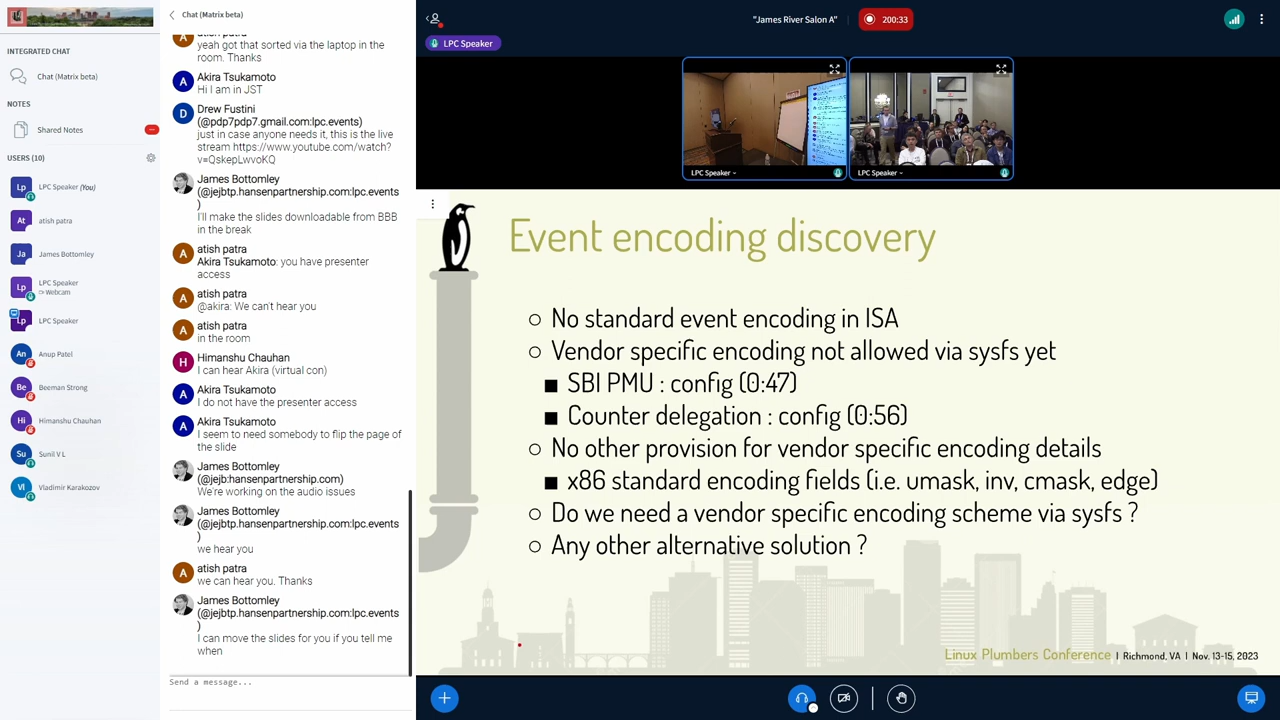 INTEGRATED CHAT
Chat (Matrix beta)
NOTES
Shared Notes
USERS (10)
Lp
LPC Speaker (You)
At
atish patra
Ja
James Bottomley
Lp
LPC Speaker
Webcam
Lp
LPC Speaker
An
Anup Patel
Be
Beeman Strong
Hi
Himanshu Chauhan
Su
Sunil V L
Vl
Vladimir Karakozov
Chat (Matrix beta)
A
atish patra
yeah got that sorted via the laptop in the
room. Thanks
A
Akira Tsukamoto
Hi I am in JST
D
Drew Fustini
(@pdp7pdp7.gmail.com:lpc.events)
just in case anyone needs it, this is the live
stream https://www.youtube.com/watch?
v=QskepLwvoKQ
James Bottomley
(@jejbtp.hansenpartnership.com:lpc.events
)
I'll make the slides downloadable from BBB
in the break
A
atish patra
Akira Tsukamoto: you have presenter
access
A
atish patra
@akira: We can't hear you
A
atish patra
in the room
H
Himanshu Chauhan
I can hear Akira (virtual con)
A
Akira Tsukamoto
I do not have the presenter access
A
Akira Tsukamoto
I seem to need somebody to flip the page of
the slide
James Bottomley
(@jejb:hansenpartnership.com)
We're working on the audio issues
James Bottomley
(@jejbtp.hansenpartnership.com:lpc.events
)
we hear you
A
atish patra
we can hear you. Thanks
James Bottomley
(@jejbtp.hansenpartnership.com:lpc.events
)
I can move the slides for you if you tell me
when
Send a message...
"James River Salon A"
200:33
LPC Speaker
LPC Speaker
LPC Speaker
Event encoding discovery
○ No standard event encoding in ISA
○ Vendor specific encoding not allowed via sysfs yet
■ SBI PMU : config (0:47)
■ Counter delegation : config (0:56)
○ No other provision for vendor specific encoding details
■ x86 standard encoding fields (i.e. umask, inv, cmask, edge)
○ Do we need a vendor specific encoding scheme via sysfs ?
○ Any other alternative solution ?
Linux Plumbers Conference | Richmond, VA | Nov. 13-15, 2023